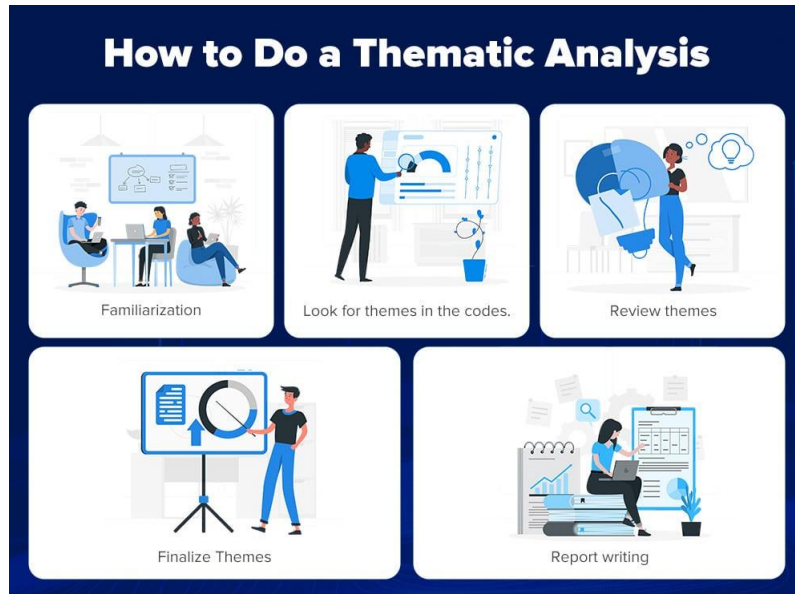 How to Do a Thematic Analysis
Familiarization
Look for themes in the codes.
Review themes
Finalize Themes
Report writing